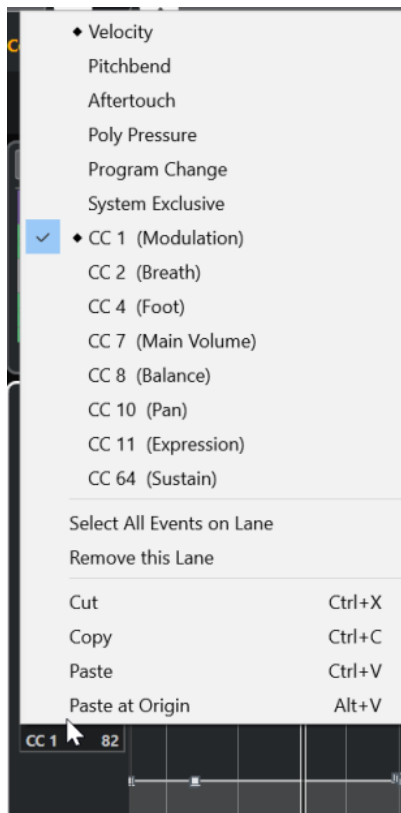 ◆ Velocity
Pitchbend
Aftertouch
Poly Pressure
Program Change
System Exclusive
✓ ◆ CC 1 (Modulation)
CC 2 (Breath)
CC 4 (Foot)
CC 7 (Main Volume)
CC 8 (Balance)
CC 10 (Pan)
CC 11 (Expression)
CC 64 (Sustain)
Select All Events on Lane
Remove this Lane
Cut Ctrl+X
Copy Ctrl+C
Paste Ctrl+V
Paste at Origin Alt+V
CC 1 82